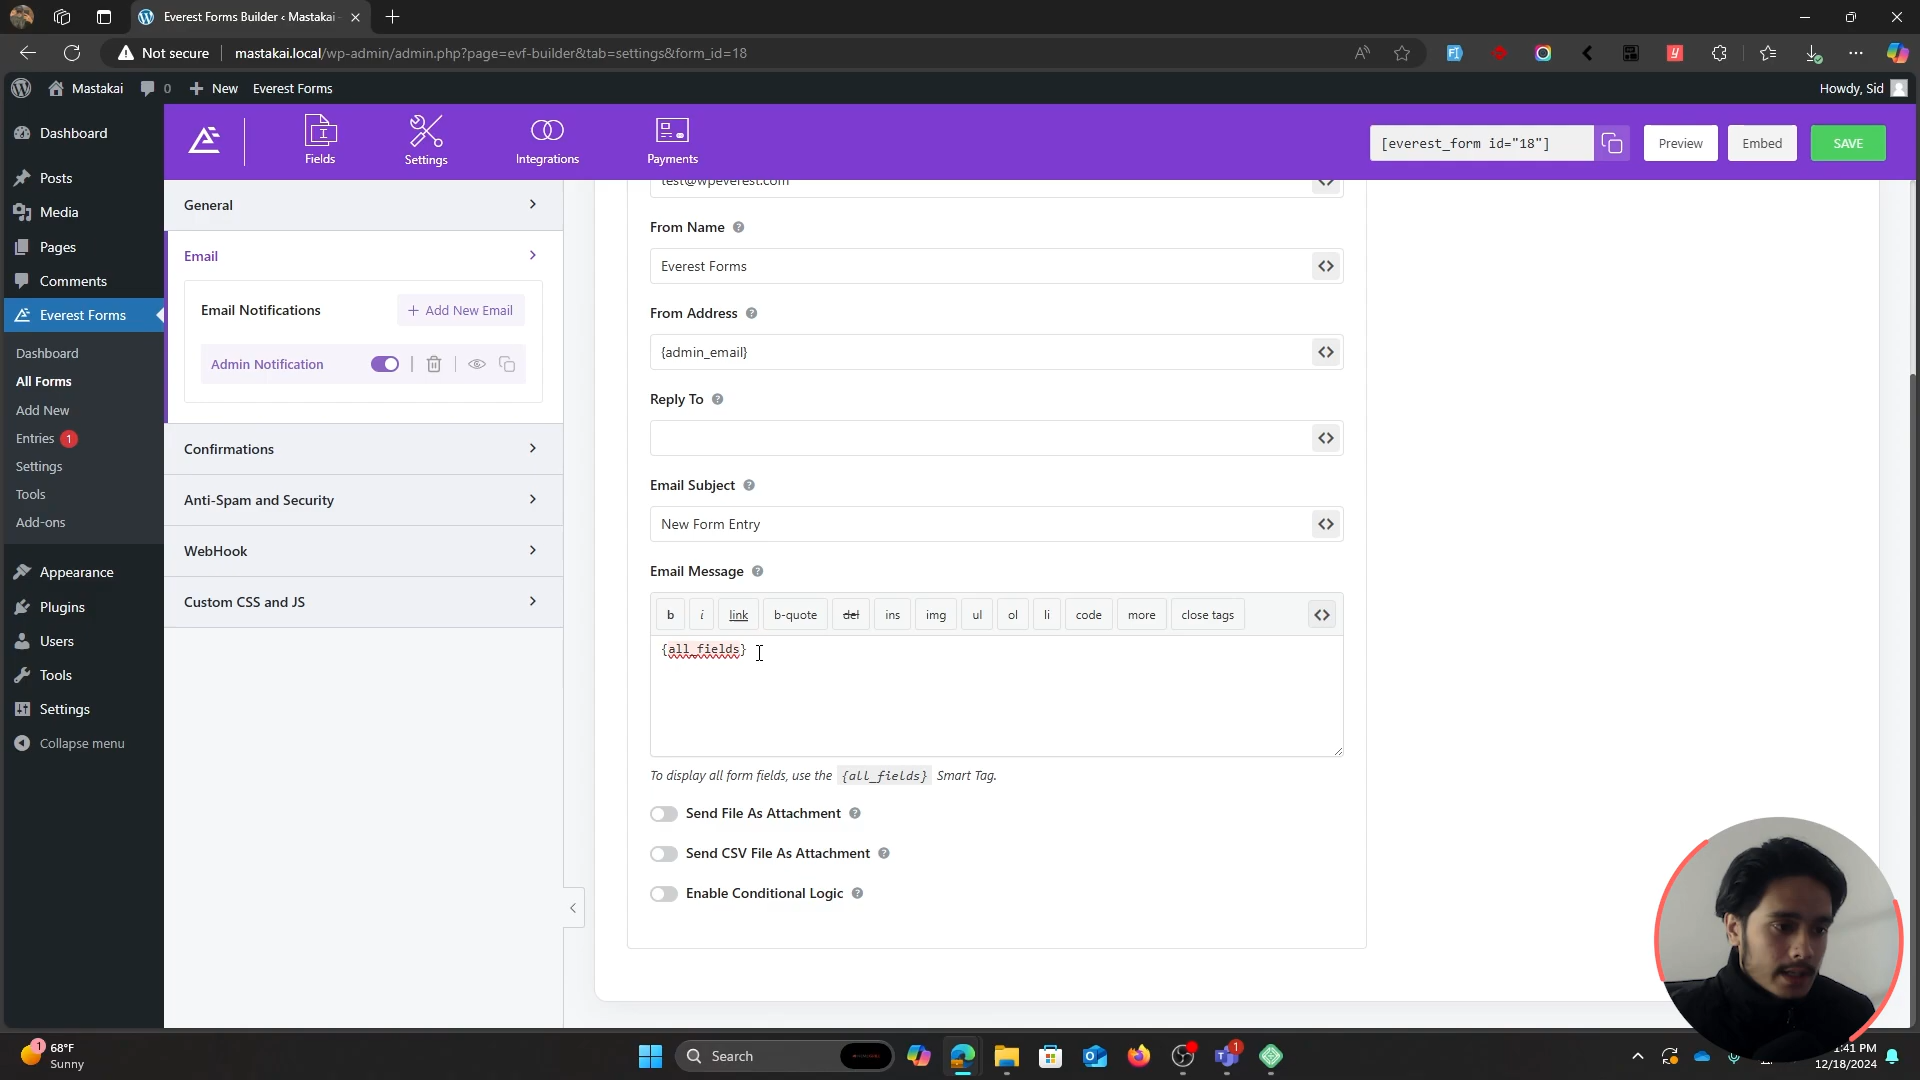 Everest Forms Builder ‹ Mastakai
Not secure
mastakai.local/wp-admin/admin.php?page=evf-builder&tab=settings&form_id=18
Mastakai
0
New
Everest Forms
Howdy, Sid
Dashboard
Posts
Media
Pages
Comments
Everest Forms
Dashboard
All Forms
Add New
Entries 1
Settings
Tools
Add-ons
Appearance
Plugins
Users
Tools
Settings
Collapse menu
Fields
Settings
Integrations
Payments
[everest_form id="18"]
Preview
Embed
SAVE
General
Email
Email Notifications
Add New Email
Admin Notification
Confirmations
Anti-Spam and Security
WebHook
Custom CSS and JS
test@wpeverest.com
From Name
Everest Forms
From Address
{admin_email}
Reply To
Email Subject
New Form Entry
Email Message
b i link b-quote del ins img ul ol li code more close tags
{all_fields}
To display all form fields, use the {all_fields} Smart Tag.
Send File As Attachment
Send CSV File As Attachment
Enable Conditional Logic
1
68°F
Sunny
Search
1
:41 PM
12/18/2024